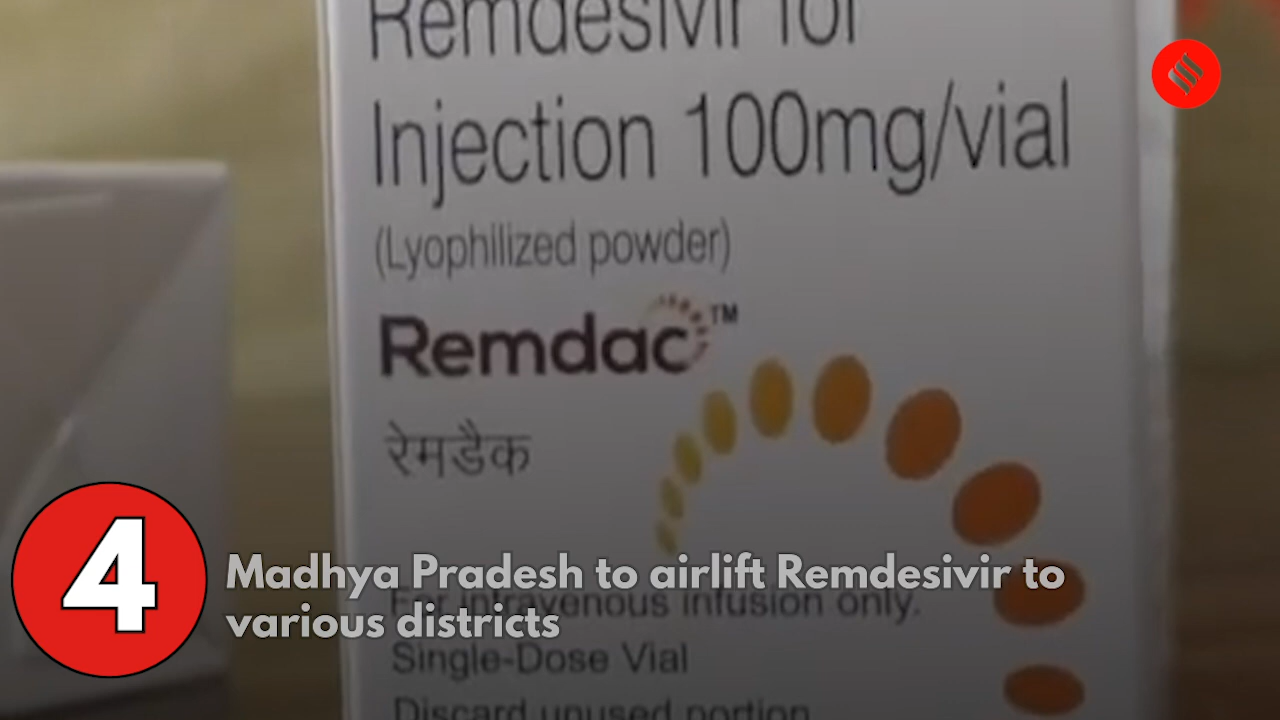 Remdesivir for
Injection 100mg/vial
(Lyophilized powder)
Remdac™
रेमडैक
4
Madhya Pradesh to airlift Remdesivir to
various districts
For intravenous infusion only.
Single-Dose Vial
Discard unused portion